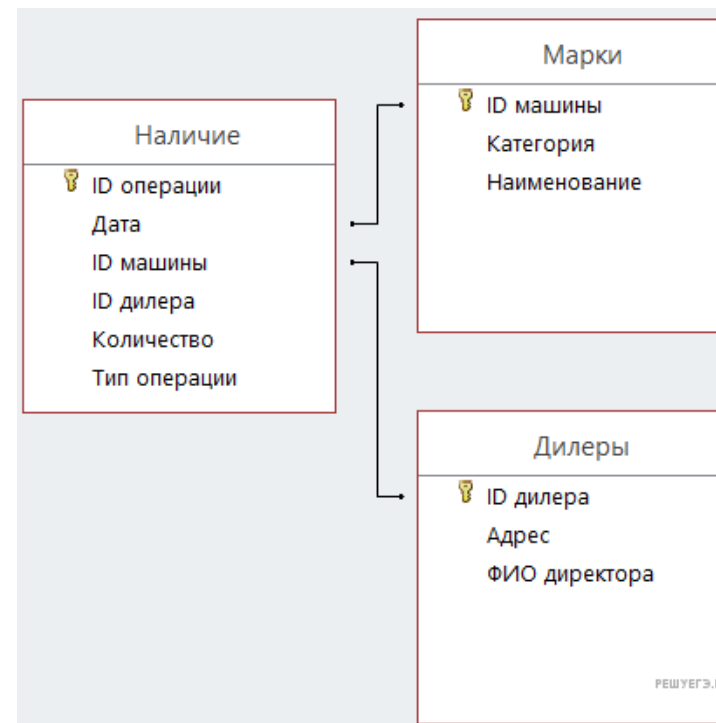 Наличие
ID операции
Дата
ID машины
ID дилера
Количество
Тип операции
Марки
ID машины
Категория
Наименование
Дилеры
ID дилера
Адрес
ФИО директора
РЕШУЕГЭ.